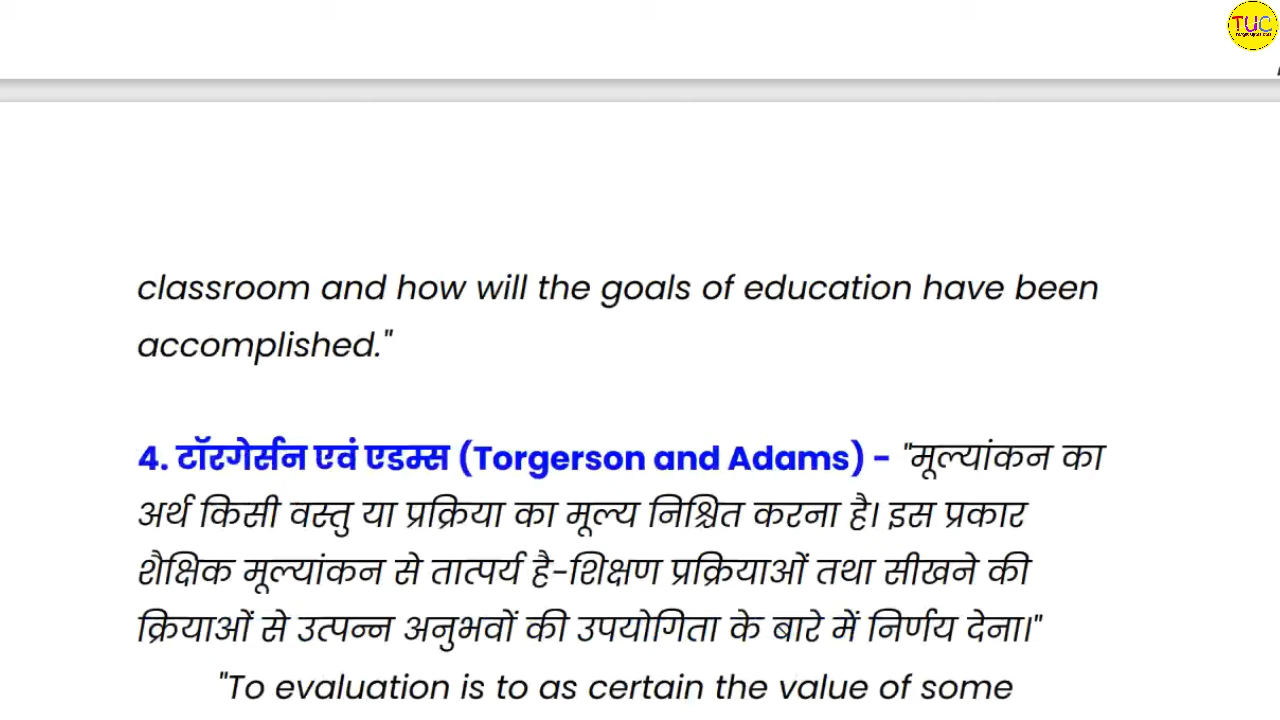 TUC
classroom and how will the goals of education have been
accomplished."
4. टॉरगेर्सन एवं एडम्स (Torgerson and Adams) - "मूल्यांकन का
अर्थ किसी वस्तु या प्रक्रिया का मूल्य निश्चित करना है। इस प्रकार
शैक्षिक मूल्यांकन से तात्पर्य है-शिक्षण प्रक्रियाओं तथा सीखने की
क्रियाओं से उत्पन्न अनुभवों की उपयोगिता के बारे में निर्णय देना।"
"To evaluation is to as certain the value of some